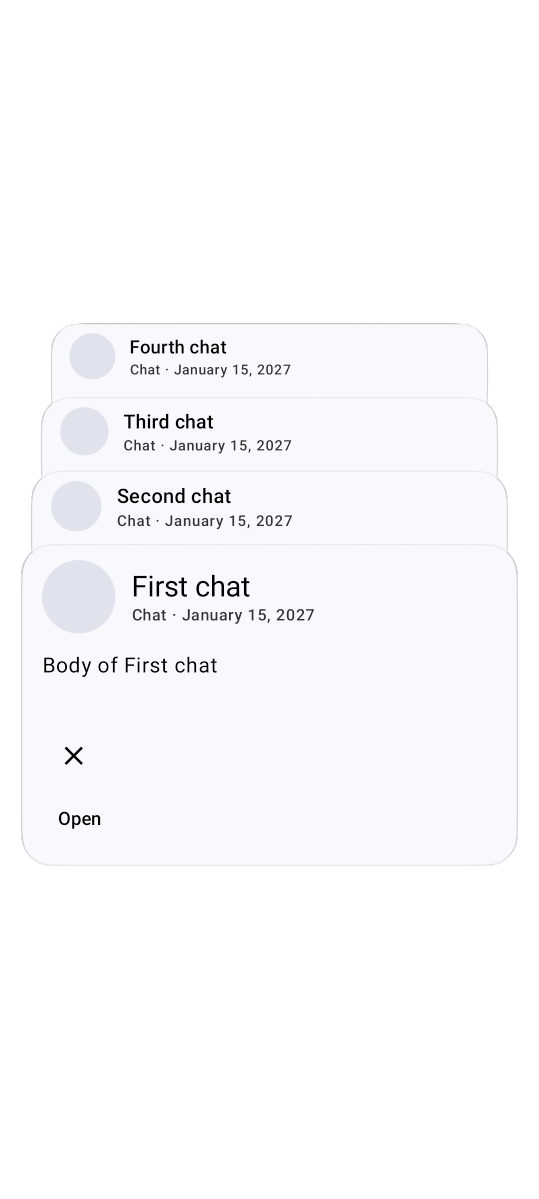 Fourth chat
Chat · January 15, 2027
Third chat
Chat · January 15, 2027
Second chat
Chat · January 15, 2027
First chat
Chat · January 15, 2027
Body of First chat
Open